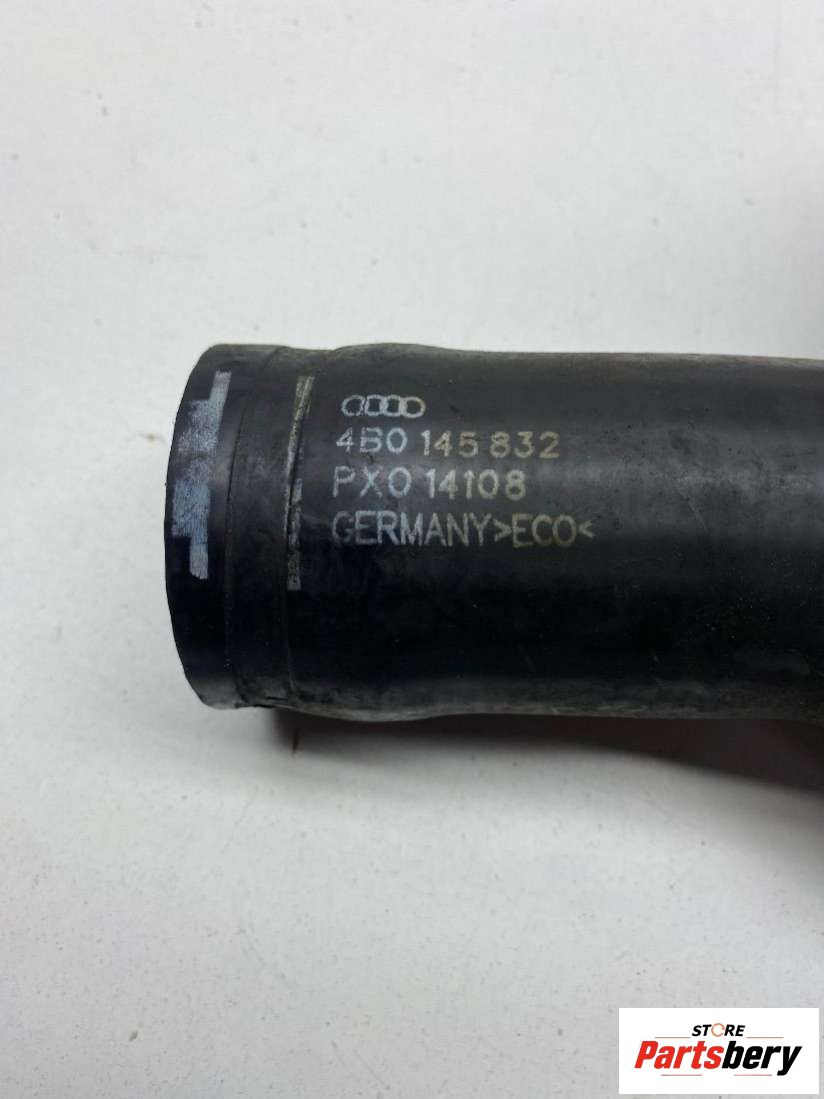 4B0 145 832
PX0 14108
GERMANY>ECO<
STORE
Partsbery